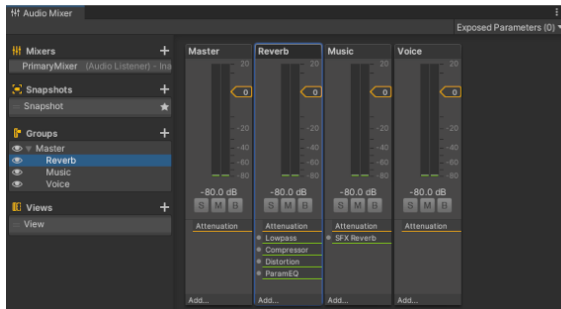 Audio Mixer
Exposed Parameters (0)
Mixers
PrimaryMixer (Audio Listener) - Ina
Snapshots
Snapshot
Groups
Master
Reverb
Music
Voice
Views
View
Master Reverb Music Voice
20 20 20 20
0 0 0 0
-20 -20 -20 -20
-40 -40 -40 -40
-60 -60 -60 -60
-80 -80 -80 -80
-80.0 dB -80.0 dB -80.0 dB -80.0 dB
S M B S M B S M B S M B
Attenuation Attenuation Attenuation Attenuation
Lowpass SFX Reverb
Compressor
Distortion
ParamEQ
Add... Add... Add... Add...